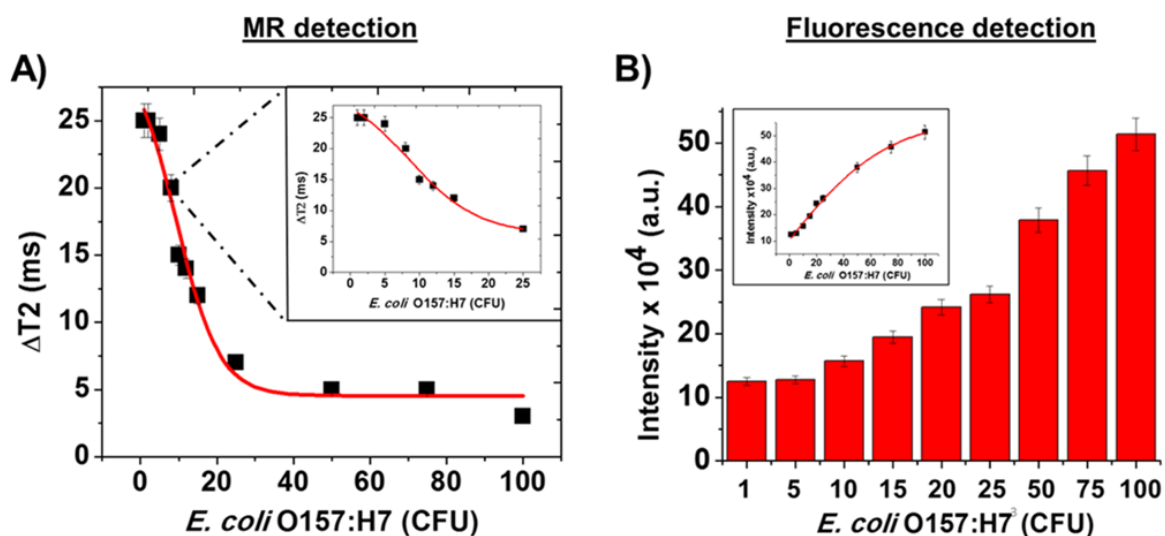 MR detection
Fluorescence detection
A)
ΔT2 (ms)
25
20
15
10
5
0
0 20 40 60 80 100
E. coli O157:H7 (CFU)
ΔT2 (ms)
25
20
15
10
5
0
0 5 10 15 20 25
E. coli O157:H7 (CFU)
B)
Intensity x 10⁴ (a.u.)
50
40
30
20
10
0
1 5 10 15 20 25 50 75 100
E. coli O157:H7³ (CFU)
Intensity x10⁴ (a.u.)
50
40
30
20
10
0 20 40 60 80 100
E. coli O157:H7 (CFU)